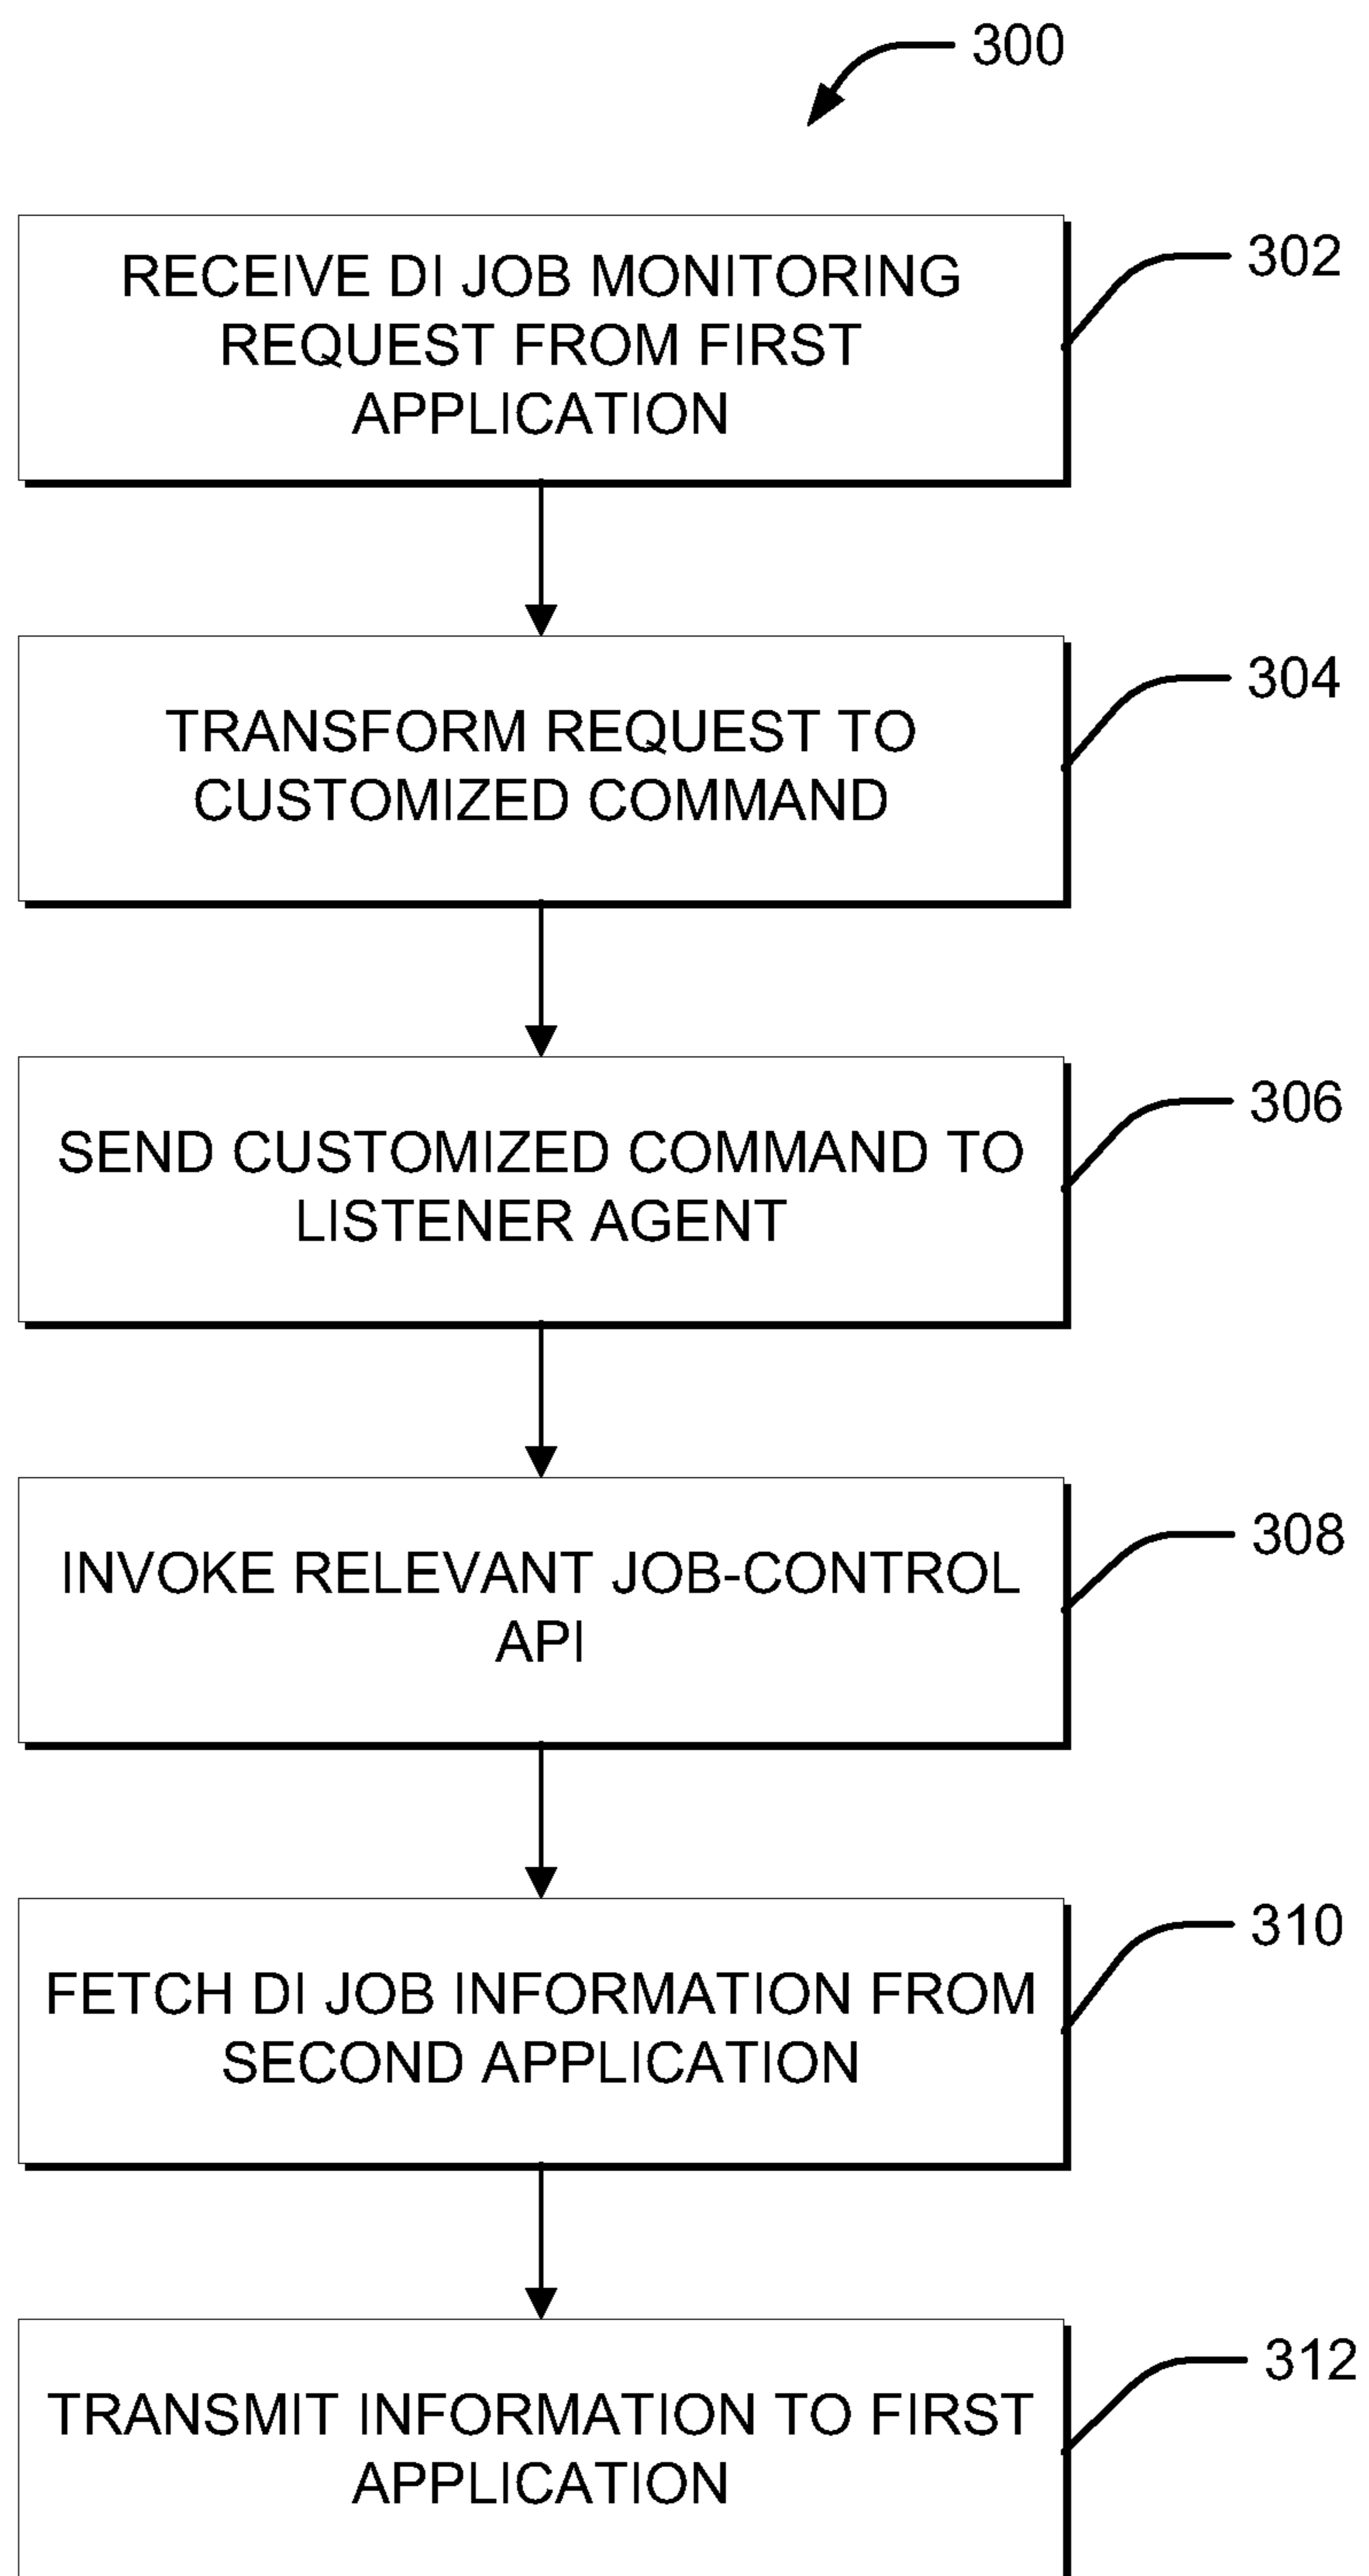 300
RECEIVE DI JOB MONITORING
REQUEST FROM FIRST
APPLICATION
302
TRANSFORM REQUEST TO
CUSTOMIZED COMMAND
304
SEND CUSTOMIZED COMMAND TO
LISTENER AGENT
306
INVOKE RELEVANT JOB-CONTROL
API
308
FETCH DI JOB INFORMATION FROM
SECOND APPLICATION
310
TRANSMIT INFORMATION TO FIRST
APPLICATION
312